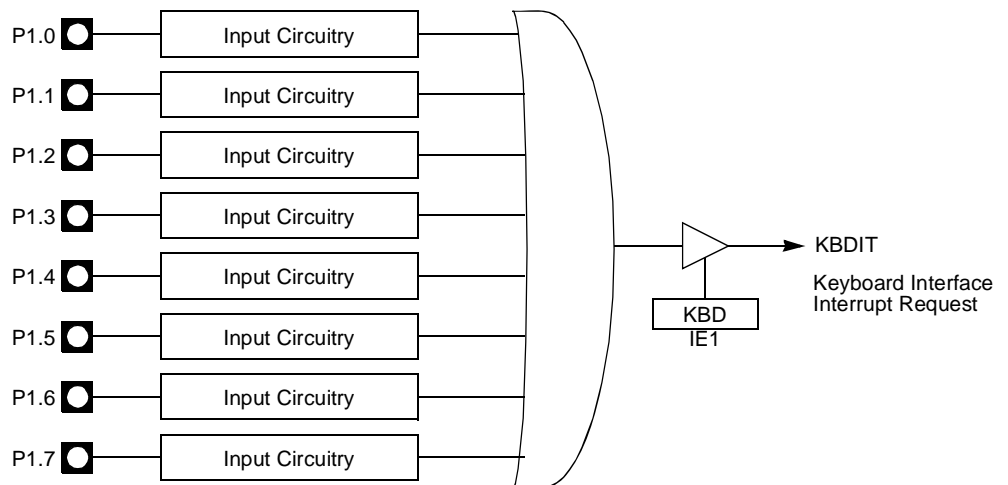 P1.0 Input Circuitry
P1.1 Input Circuitry
P1.2 Input Circuitry
P1.3 Input Circuitry
P1.4 Input Circuitry
P1.5 Input Circuitry
P1.6 Input Circuitry
P1.7 Input Circuitry
KBDIT
Keyboard Interface
Interrupt Request
KBD
IE1